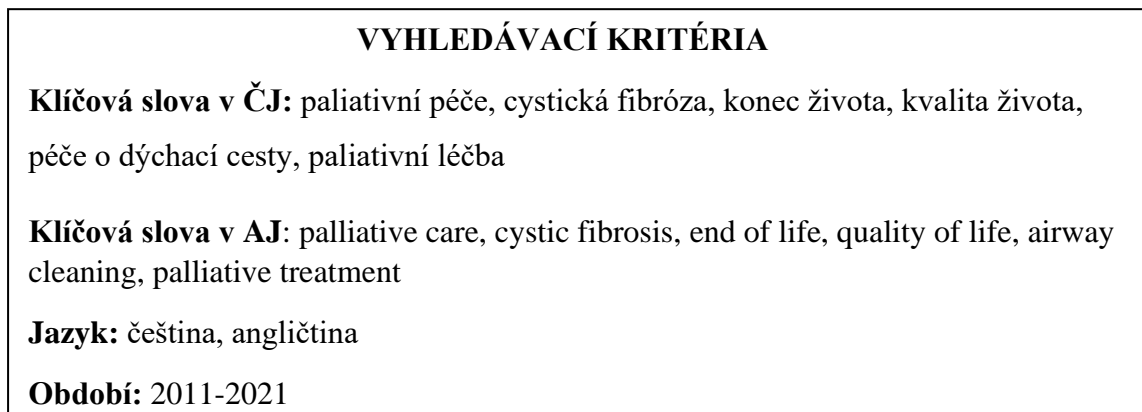 VYHLEDÁVACÍ KRITÉRIA
Klíčová slova v ČJ: paliativní péče, cystická fibróza, konec života, kvalita života,
péče o dýchací cesty, paliativní léčba
Klíčová slova v AJ: palliative care, cystic fibrosis, end of life, quality of life, airway
cleaning, palliative treatment
Jazyk: čeština, angličtina
Období: 2011-2021